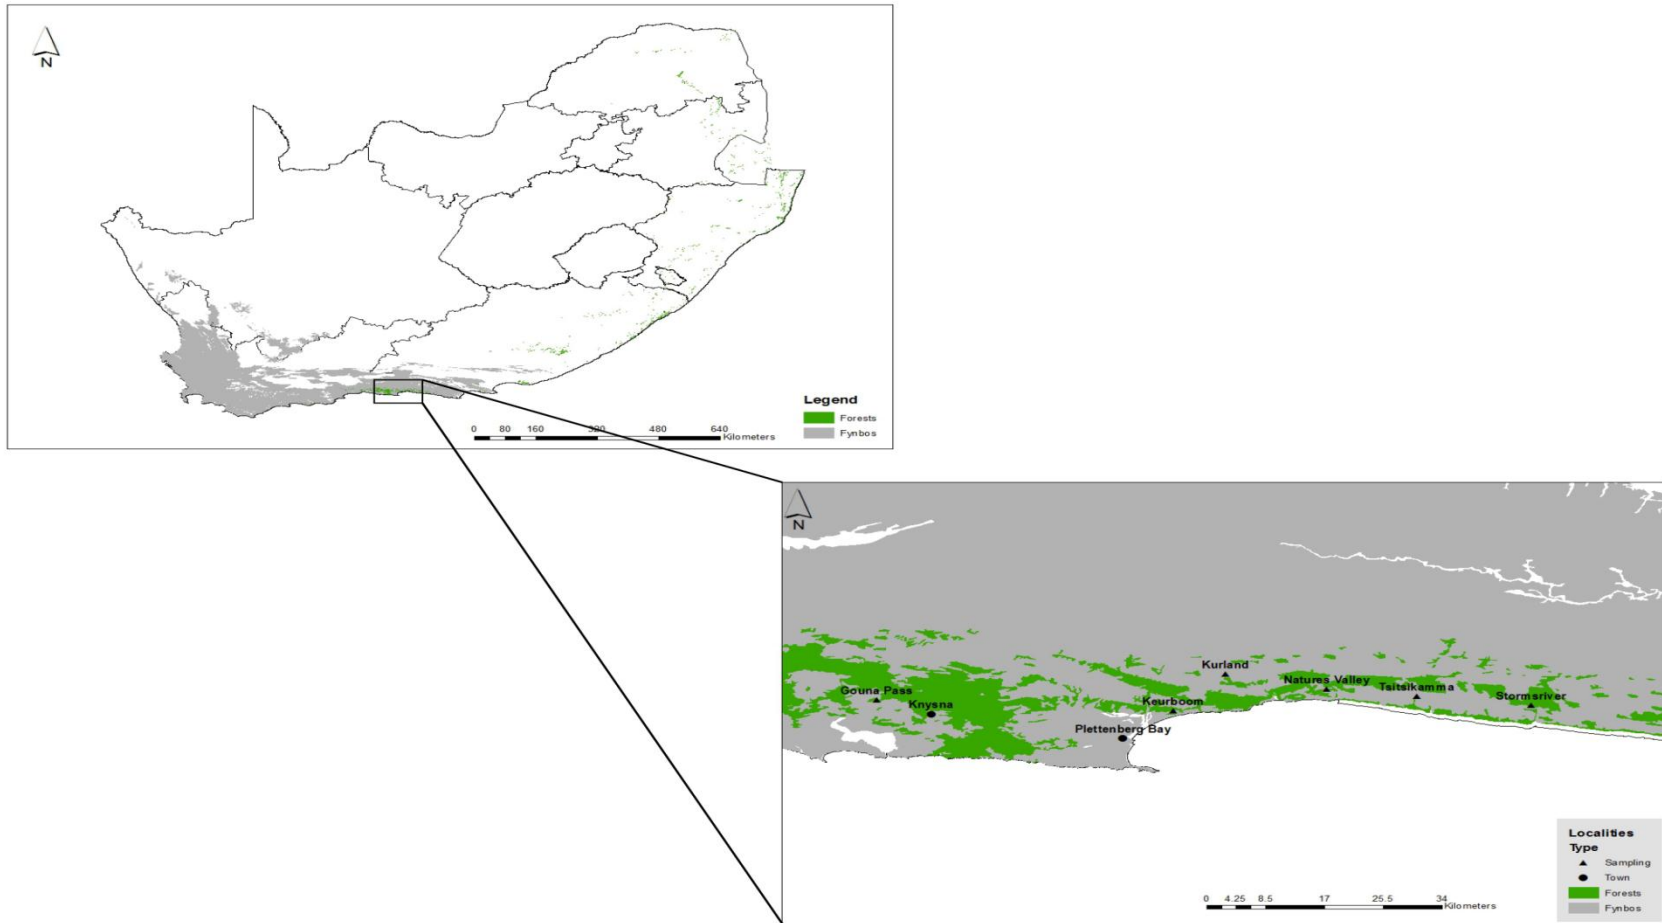 N
Legend
Forests
Fynbos
0 80 160 320 480 640
Kilometers
N
Kurland
Natures Valley
Tsitsikamma
Gouna Pass
Stormsriver
Knysna
Keurboom
Plettenberg Bay
Localities
Type
Sampling
Town
Forests
Fynbos
0 4.25 8.5 17 25.5 34
Kilometers